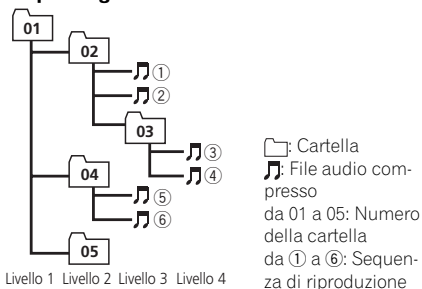 01
02
①
②
03
③
④
04
⑤
⑥
05
Livello 1 Livello 2 Livello 3 Livello 4
: Cartella
: File audio com-
presso
da 01 a 05: Numero
della cartella
da ① a ⑥: Sequen-
za di riproduzione